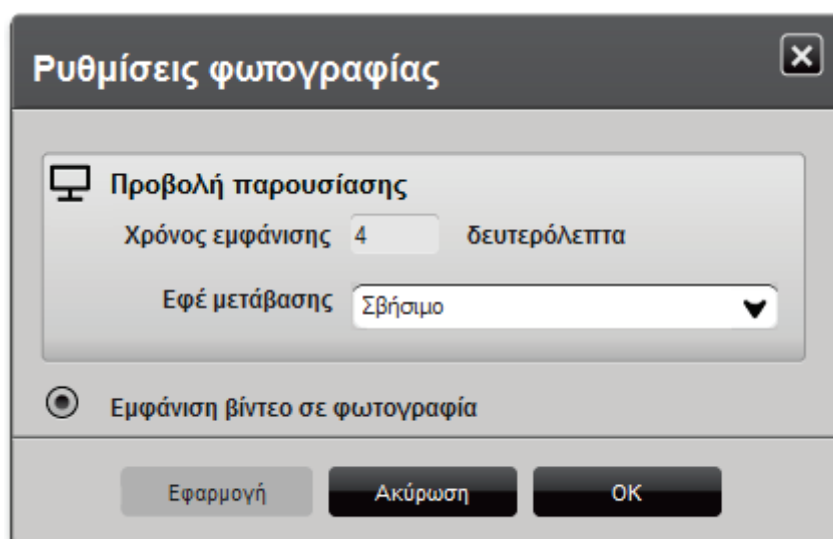 Ρυθμίσεις φωτογραφίας
Προβολή παρουσίασης
Χρόνος εμφάνισης 4 δευτερόλεπτα
Εφέ μετάβασης Σβήσιμο
Εμφάνιση βίντεο σε φωτογραφία
Εφαρμογή Ακύρωση OK